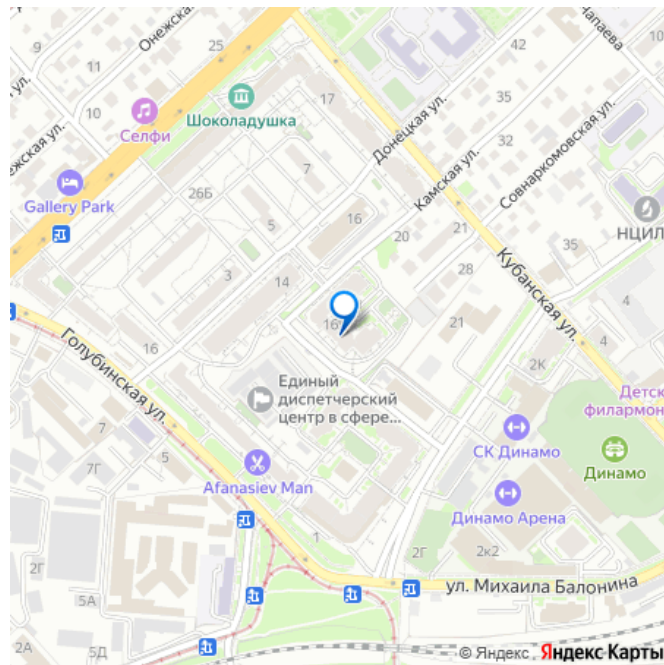 Онежская ул.
9
25
11
10
Селфи
Шоколадушка
17
42
35
32
Донецкая ул.
Камская ул.
Совнаркомовская ул.
НЦИЛ
7
26Б
Gallery Park
5
16
3
14
20
21
28
35
Кубанская ул.
4
4
16
21
2К
Голубинская ул.
16
Единый
диспетчерский
центр в сфере...
Детск
филармон
СК Динамо
Динамо
7
5
7Г
Afanasiev Man
Динамо Арена
1
2Г
2к2
ул. Михаила Балонина
2Г
5А
2А
5Д
© Яндекс Яндекс Карты